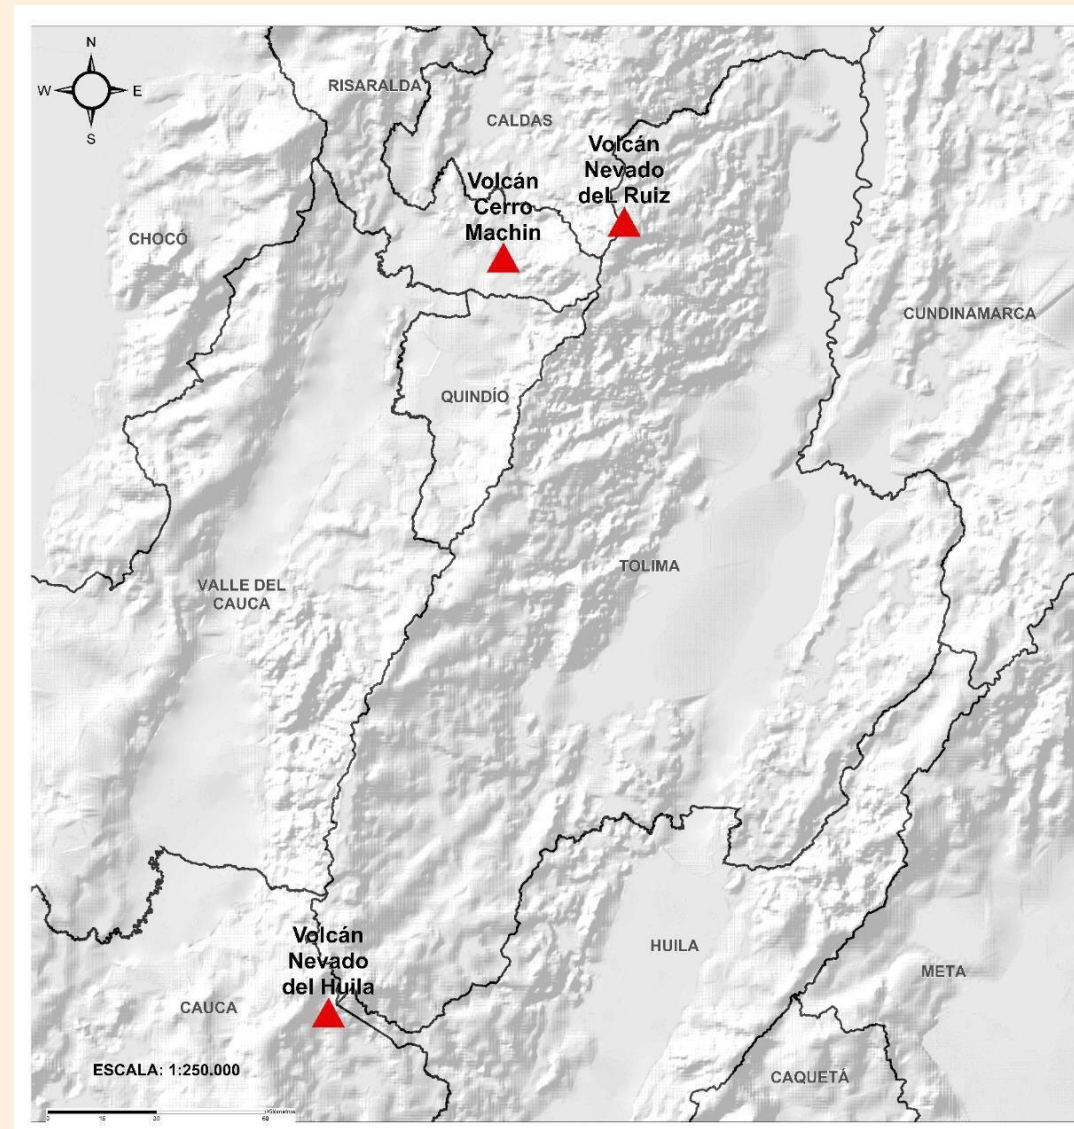 N
W E
S
RISARALDA
CALDAS
Volcán
Nevado
deL Ruiz
Volcán
Cerro
Machin
CHOCÓ
CUNDINAMARCA
QUINDÍO
TOLIMA
VALLE DEL
CAUCA
Volcán
Nevado
del Huila
HUILA
META
CAUCA
ESCALA: 1:250.000
CAQUETÁ